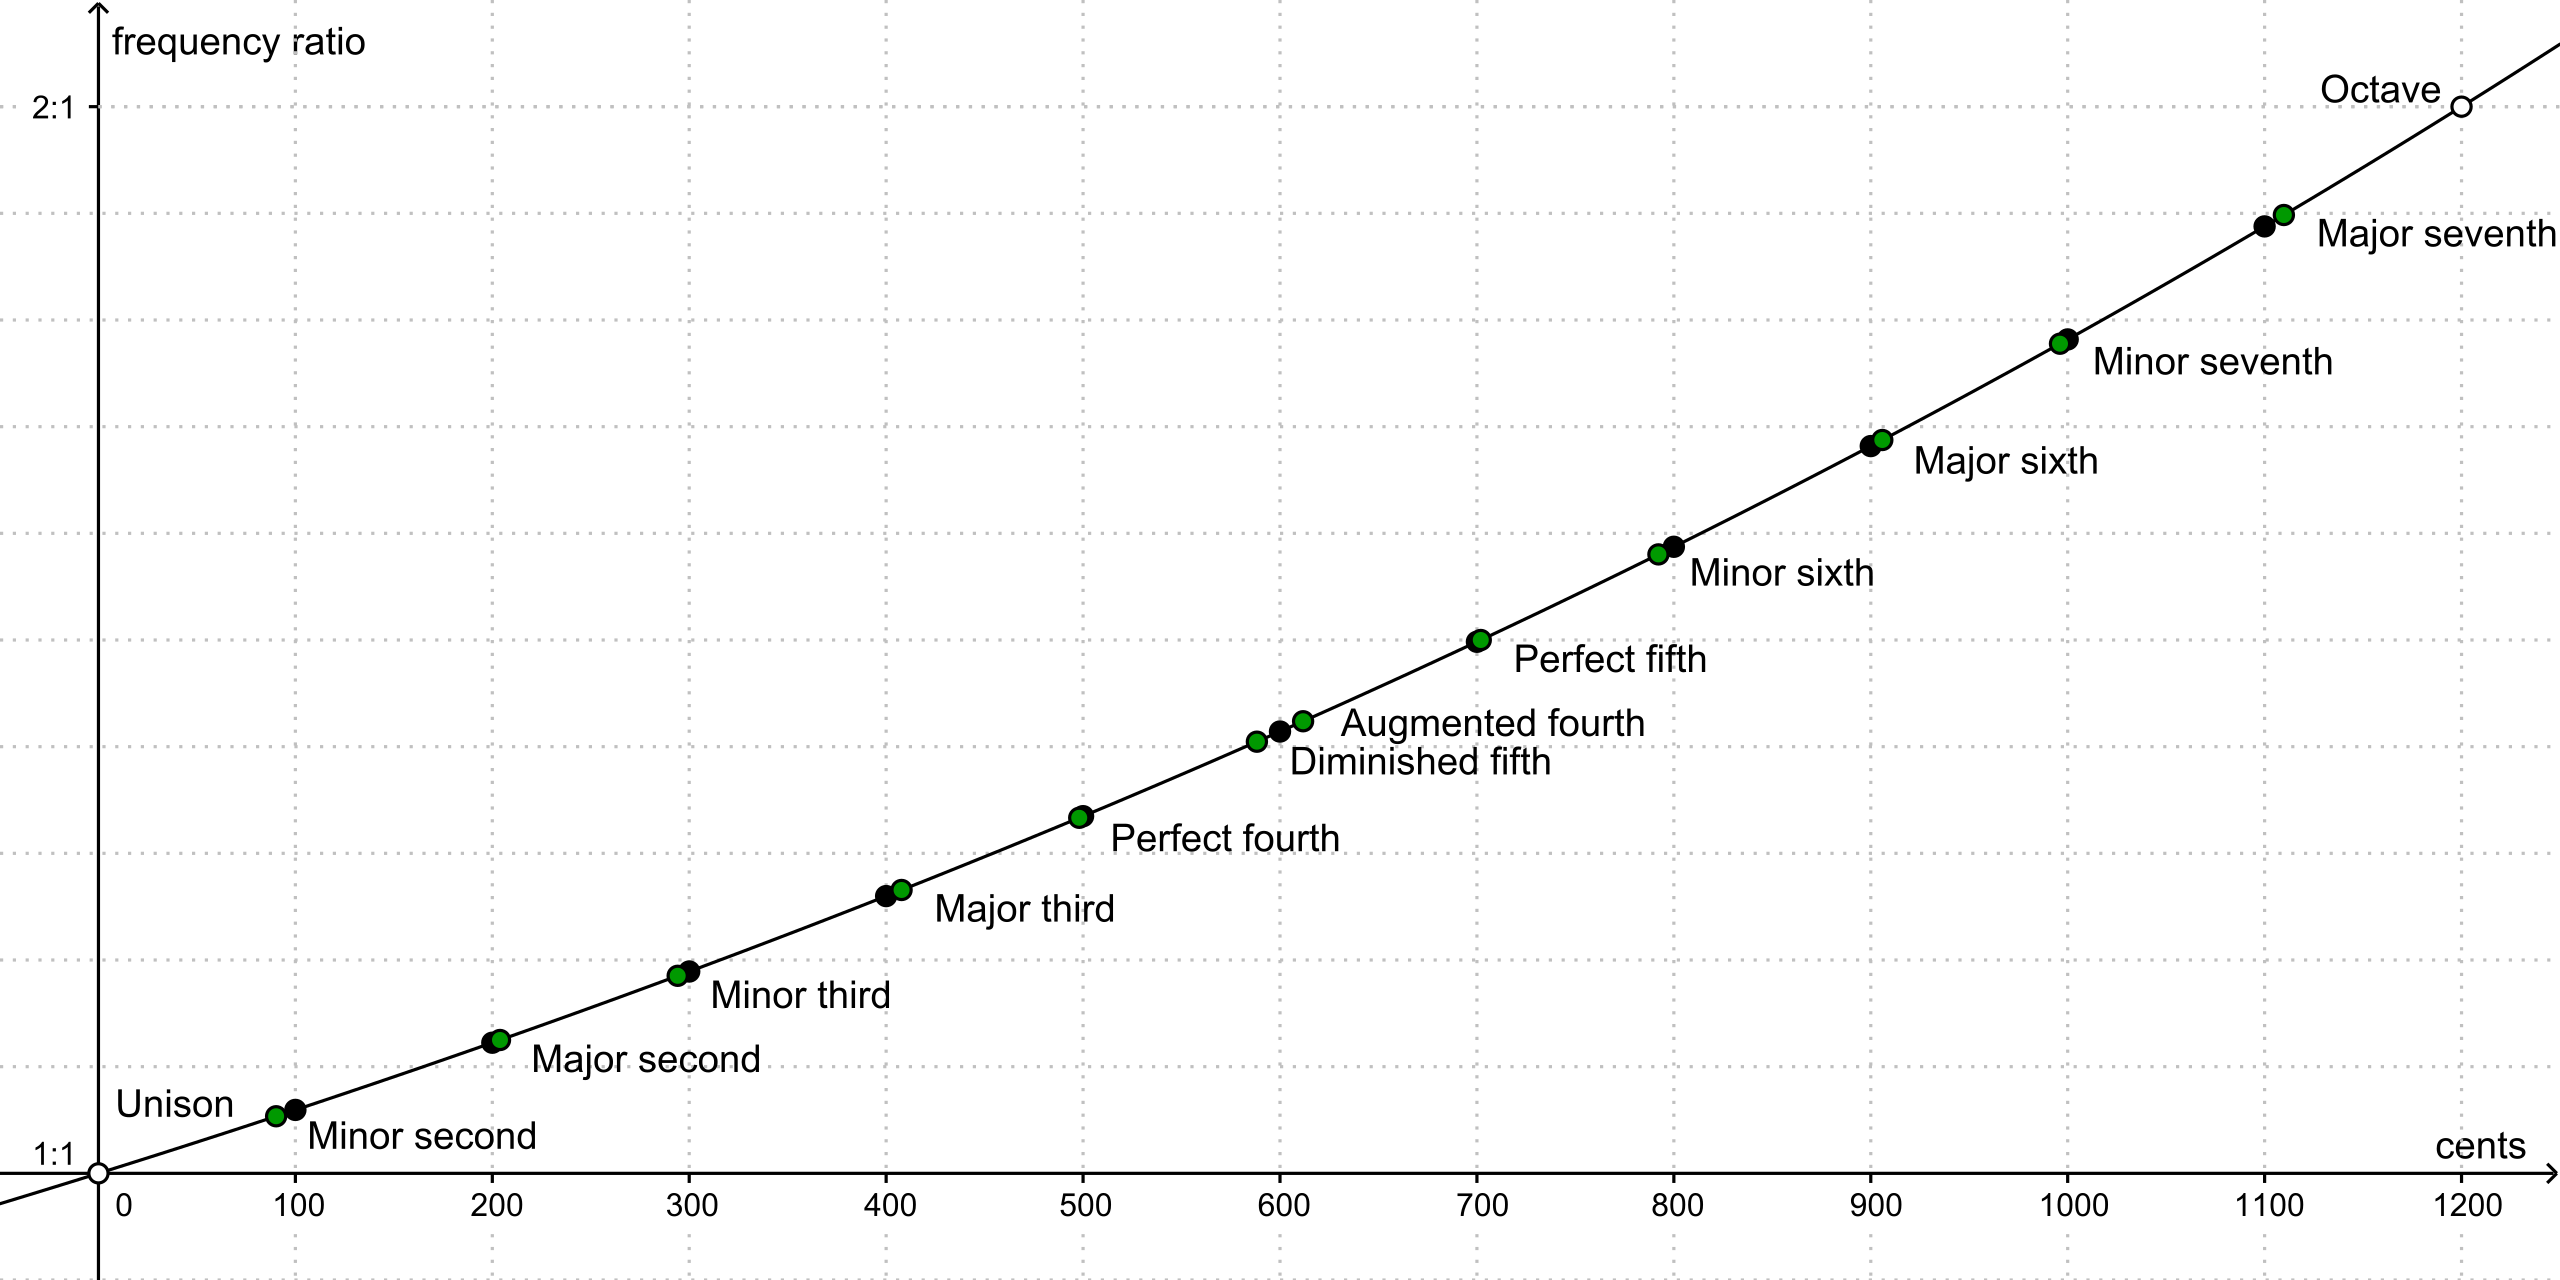 frequency ratio
2:1
Octave
Major seventh
Minor seventh
Major sixth
Minor sixth
Perfect fifth
Augmented fourth
Diminished fifth
Perfect fourth
Major third
Minor third
Major second
Unison
Minor second
1:1
cents
0 100 200 300 400 500 600 700 800 900 1000 1100 1200